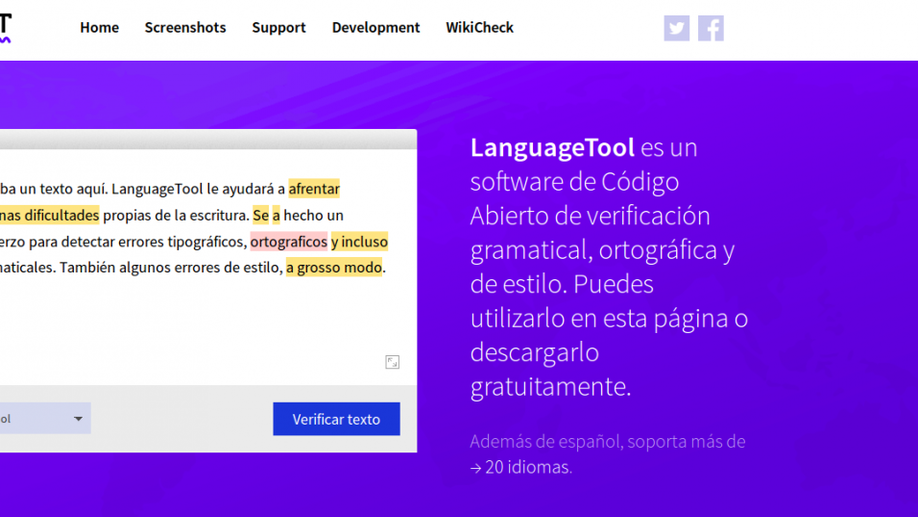 Home Screenshots Support Development WikiCheck
ba un texto aquí. LanguageTool le ayudará a afrentar
nas dificultades propias de la escritura. Se a hecho un
erzo para detectar errores tipográficos, ortograficos y incluso
naticales. También algunos errores de estilo, a grosso modo.
ol
Verificar texto
LanguageTool es un
software de Código
Abierto de verificación
gramatical, ortográfica y
de estilo. Puedes
utilizarlo en esta página o
descargarlo
gratuitamente.
Además de español, soporta más de
→ 20 idiomas.